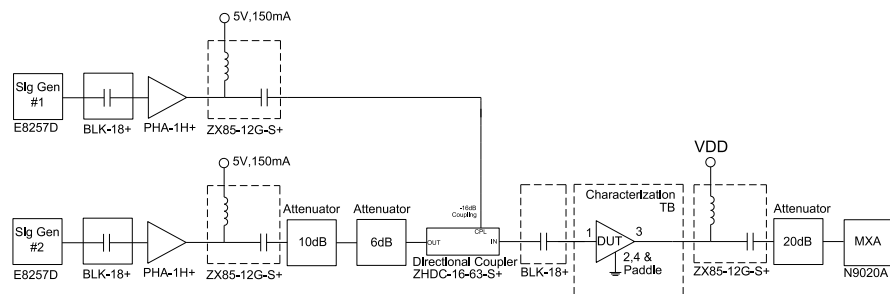 5V,150mA
Sig Gen
#1
E8257D
BLK-18+
PHA-1H+
ZX85-12G-S+
5V,150mA
Sig Gen
#2
E8257D
BLK-18+
PHA-1H+
ZX85-12G-S+
Attenuator
10dB
Attenuator
6dB
-16dB
Coupling
CPL
OUT
IN
Directional Coupler
ZHDC-16-63-S+
BLK-18+
Characterization
TB
1
DUT
3
2,4 &
Paddle
VDD
ZX85-12G-S+
Attenuator
20dB
MXA
N9020A